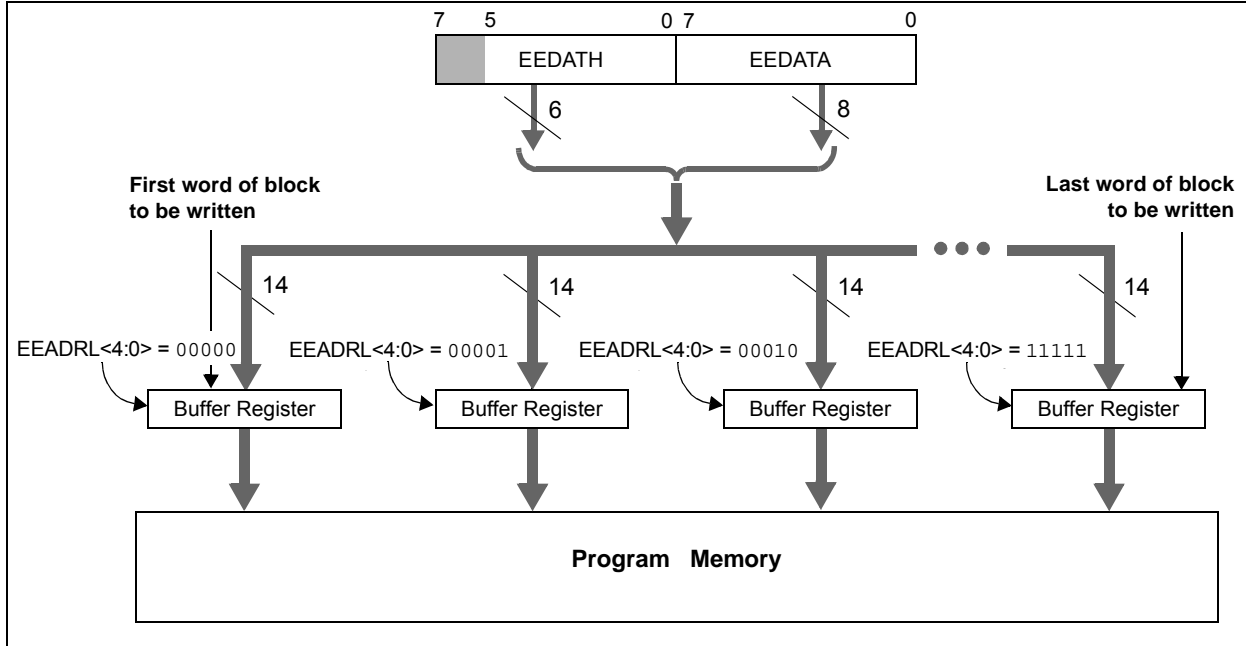 7 5 0 7 0
EEDATH EEDATA
6 8
First word of block
to be written
Last word of block
to be written
14 14 14 14
EEADRL<4:0> = 00000 EEADRL<4:0> = 00001 EEADRL<4:0> = 00010 EEADRL<4:0> = 11111
Buffer Register Buffer Register Buffer Register Buffer Register
Program Memory